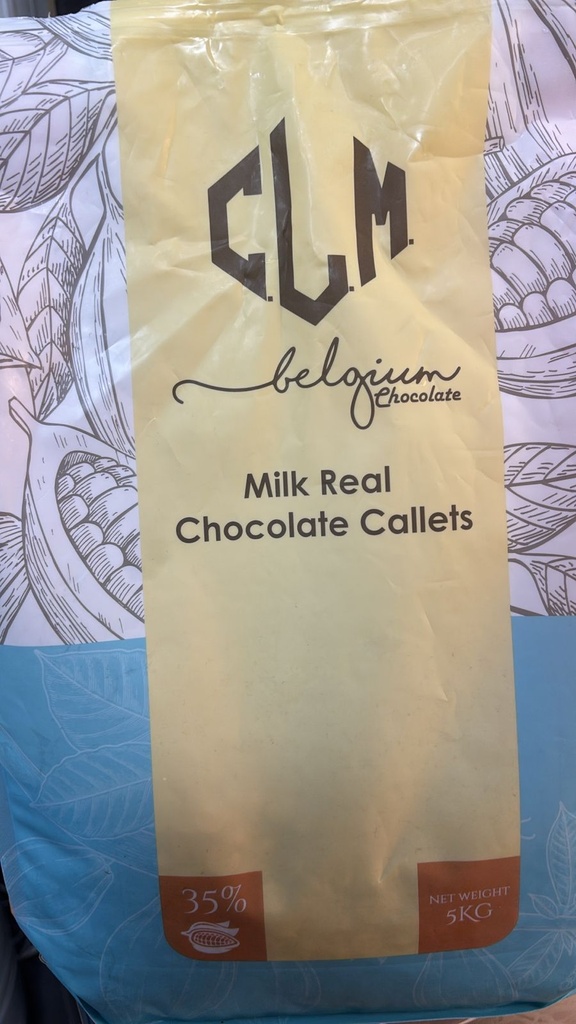 C.L.M.
belgium
Chocolate
Milk Real
Chocolate Callets
35%
NET WEIGHT
5KG